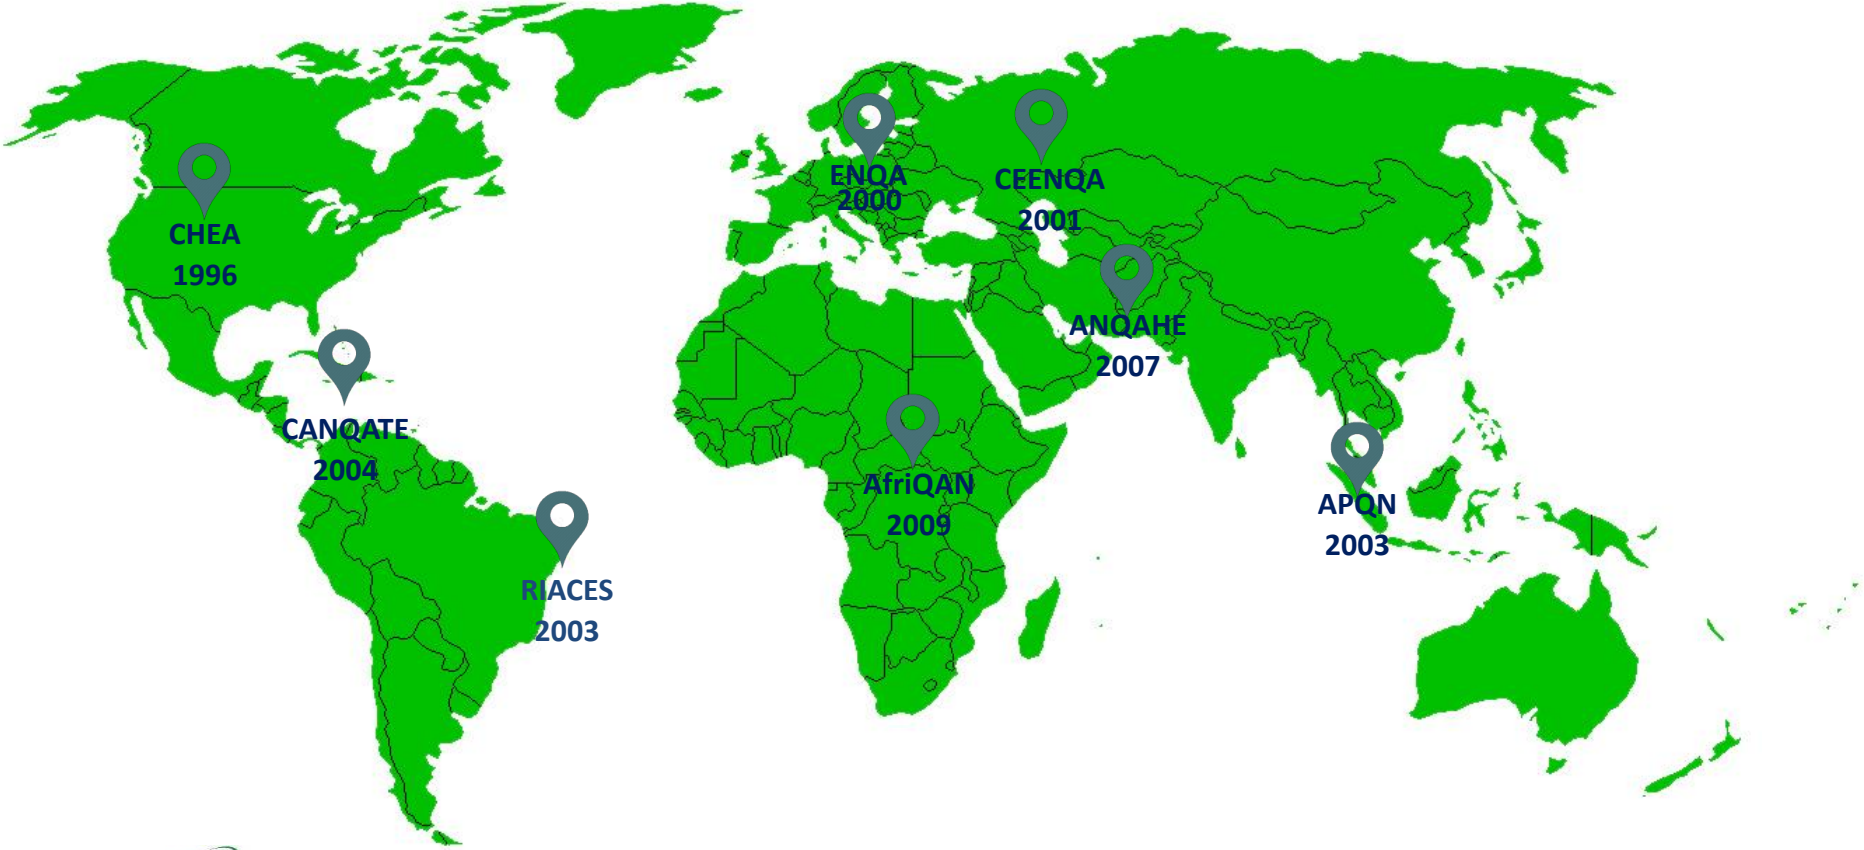 CHEA
1996
ENQA
2000
CEENQA
2001
ANQAHE
2007
CANQATE
2004
AfriQAN
2009
APQN
2003
RIACES
2003